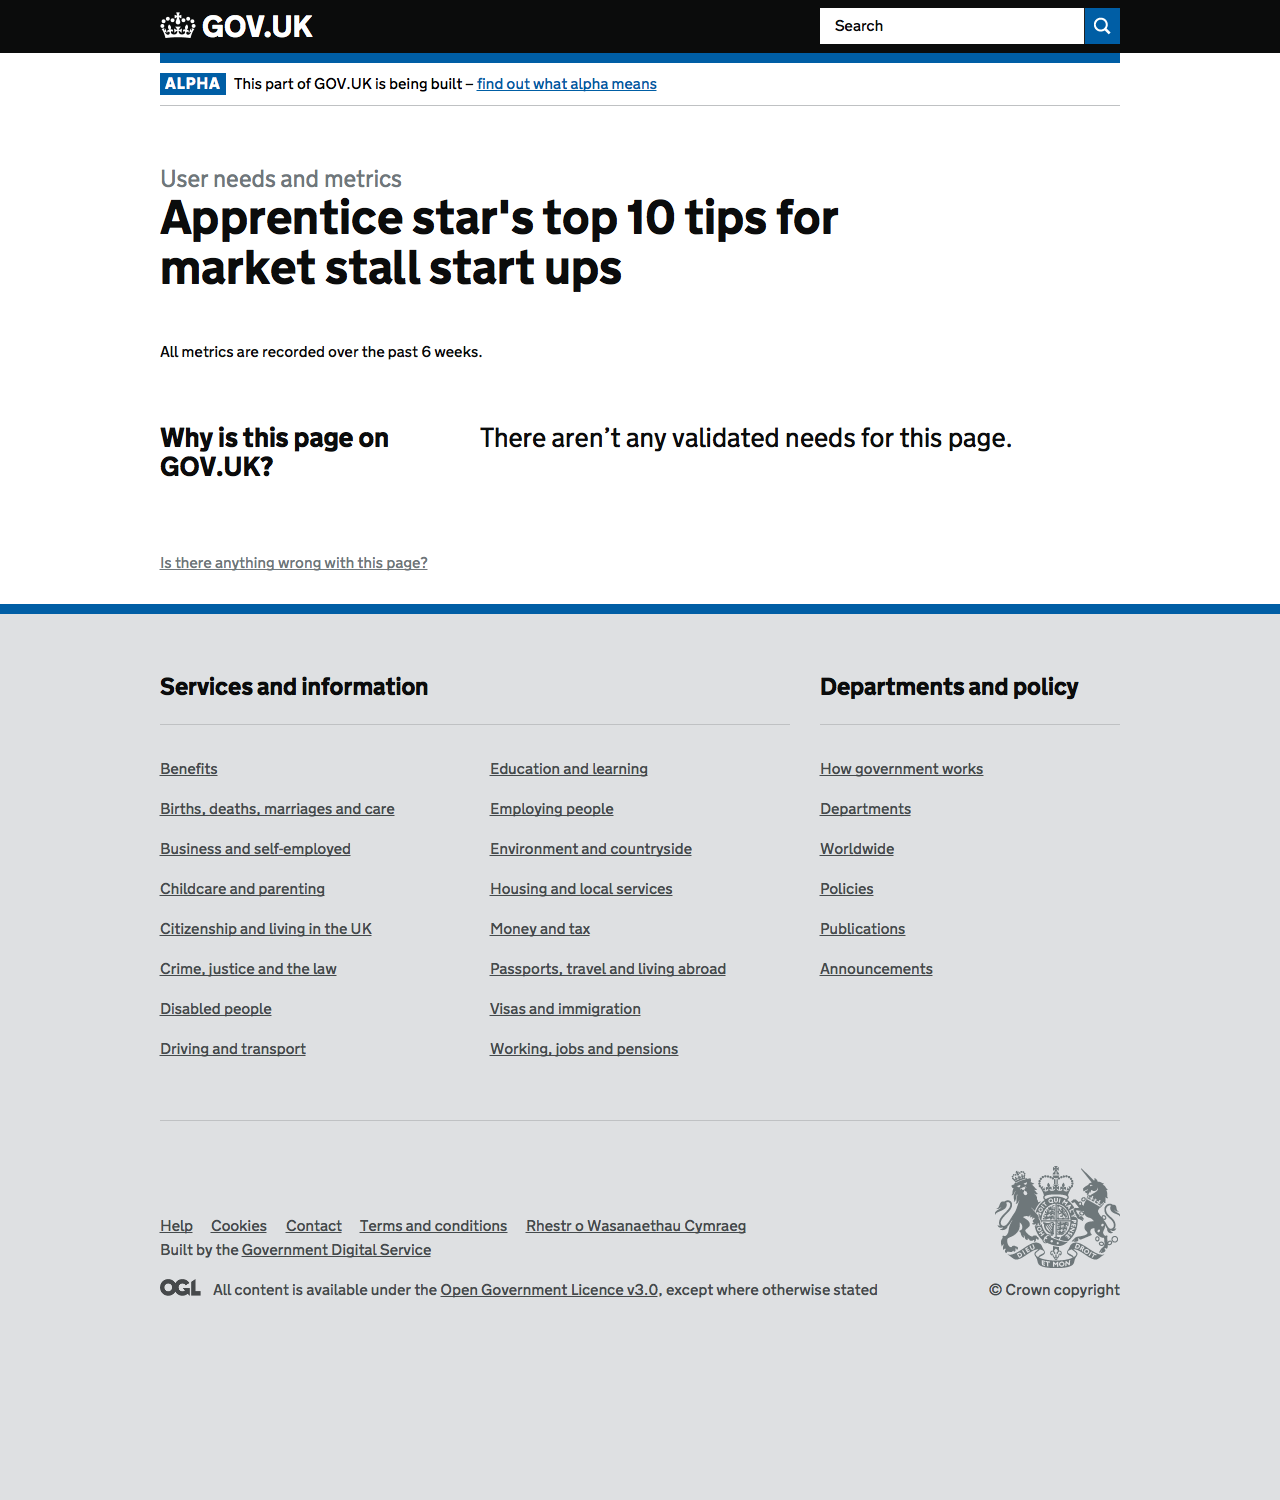 GOV.UK
Search
ALPHA This part of GOV.UK is being built – find out what alpha means
User needs and metrics
Apprentice star's top 10 tips for
market stall start ups
All metrics are recorded over the past 6 weeks.
Why is this page on
GOV.UK?
There aren’t any validated needs for this page.
Is there anything wrong with this page?
Services and information
Benefits
Births, deaths, marriages and care
Business and self-employed
Childcare and parenting
Citizenship and living in the UK
Crime, justice and the law
Disabled people
Driving and transport
Education and learning
Employing people
Environment and countryside
Housing and local services
Money and tax
Passports, travel and living abroad
Visas and immigration
Working, jobs and pensions
Departments and policy
How government works
Departments
Worldwide
Policies
Publications
Announcements
Help Cookies Contact Terms and conditions Rhestr o Wasanaethau Cymraeg
Built by the Government Digital Service
OGL All content is available under the Open Government Licence v3.0, except where otherwise stated
DIEU ET MON DROIT
© Crown copyright